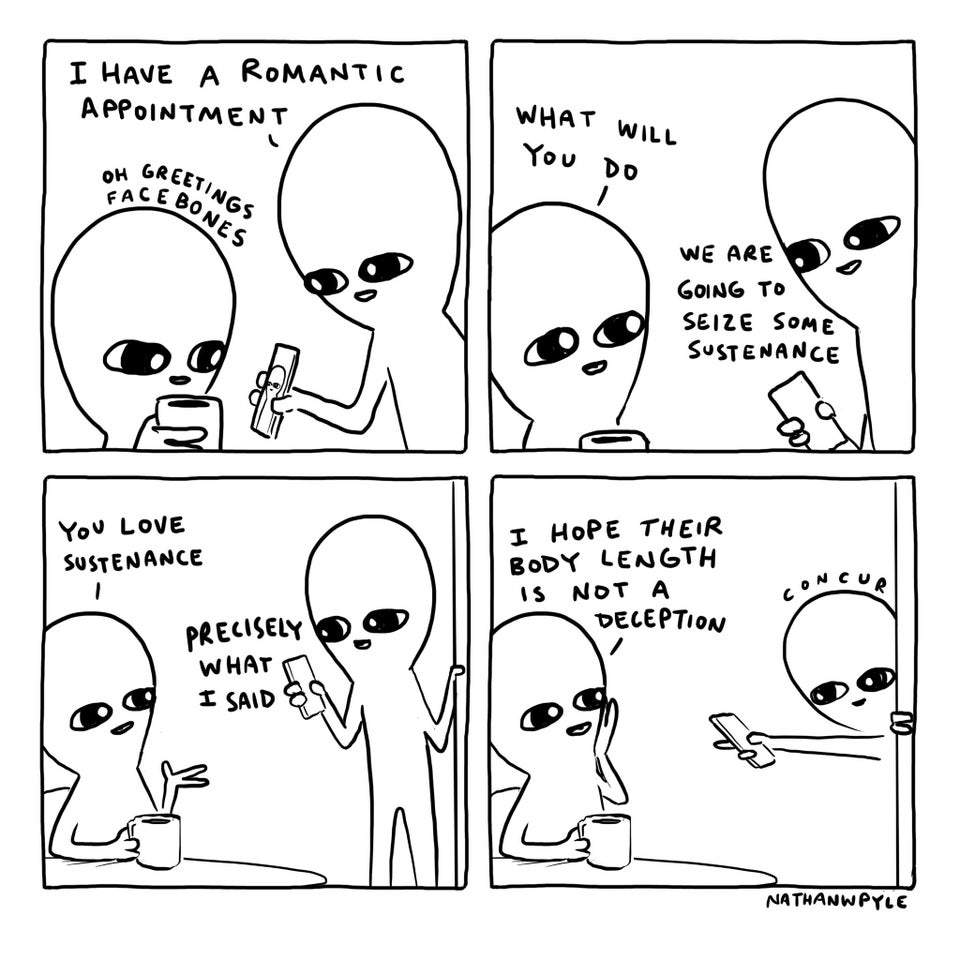 I HAVE A ROMANTIC
APPOINTMENT
OH GREETINGS
FACEBONES
WHAT WILL
YOU DO
WE ARE
GOING TO
SEIZE SOME
SUSTENANCE
YOU LOVE
SUSTENANCE
PRECISELY
WHAT
I SAID
I HOPE THEIR
BODY LENGTH
IS NOT A
DECEPTION
CONCUR
NATHANWPYLE